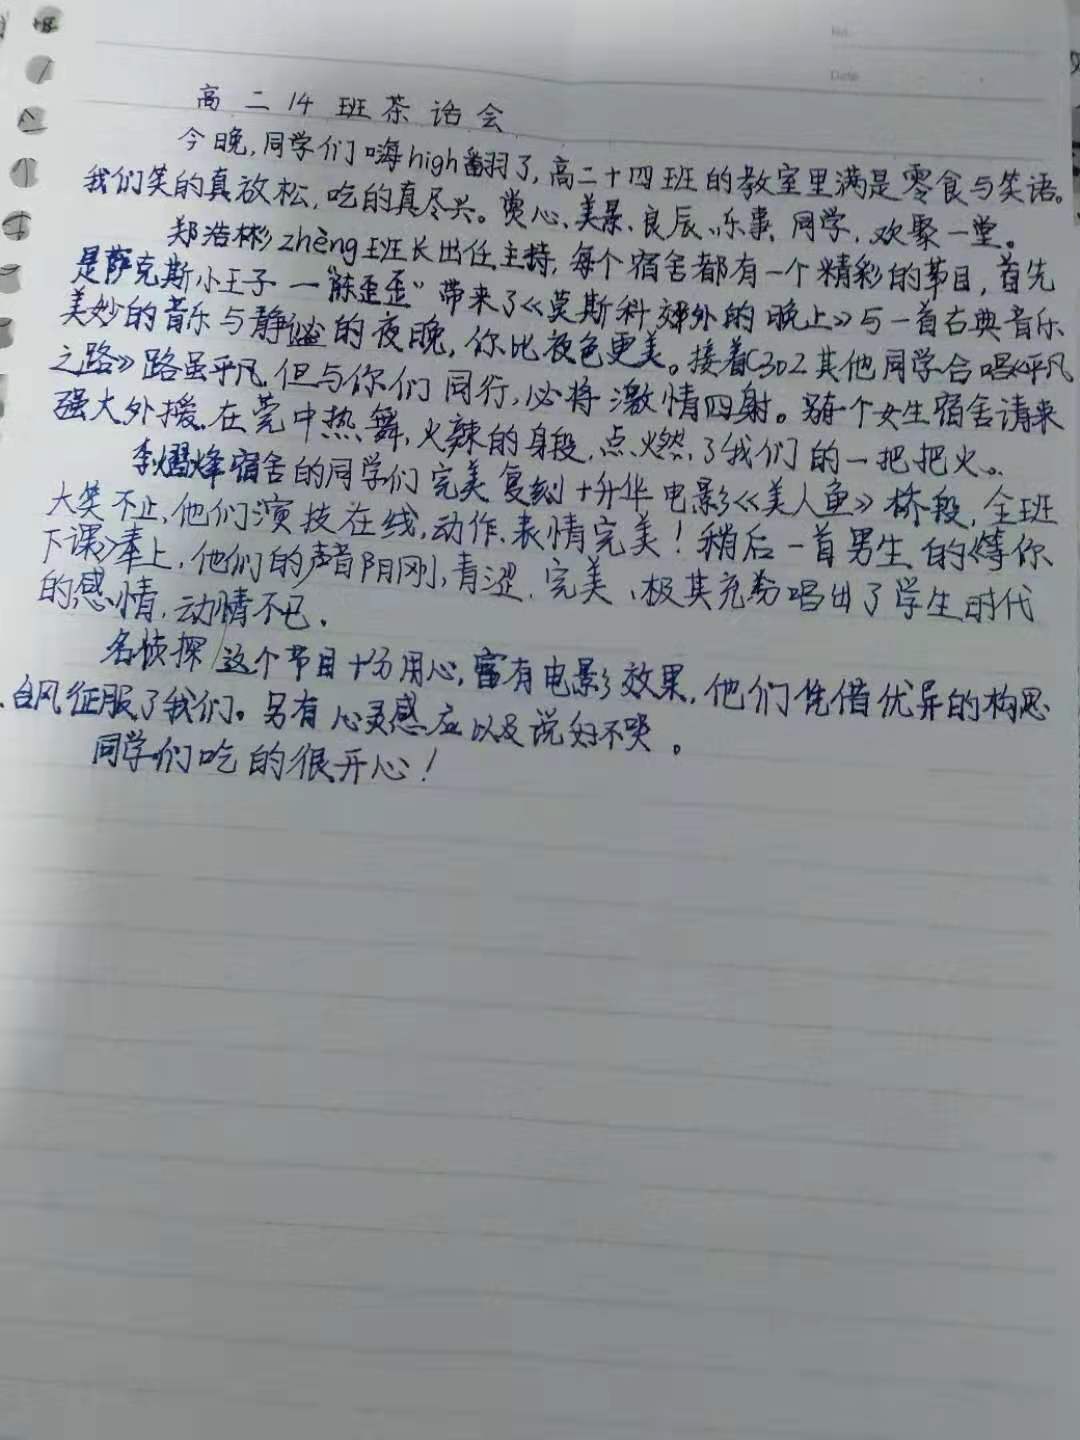 No.
Date
高二14班茶话会
今晚,同学们嗨high翻了,高二十四班的教室里满是零食与笑语。
我们笑的真放松,吃的真尽兴。赏心、美景、良辰、乐事、同学,欢聚一堂。
郑浩彬zhèng班长出任主持,每个宿舍都有一个精彩的节目,首先
是萨克斯小王子一"陈歪歪"带来了《莫斯科郊外的晚上》与一首古典音乐
美妙的音乐与静谧的夜晚,你比夜色更美。接着C302其他同学合唱《平凡
之路》路虽平凡,但与你们同行,必将激情四射。另有一个女生宿舍请来
强大外援.在莞中热舞,火辣的身段,点燃了我们的一把把火。
李熠烽宿舍的同学们完美复刻+升华电影《美人鱼》桥段,全班
大笑不止,他们演技在线,动作.表情完美!稍后一首男生的《等你
下课》奉上,他们的声音阳刚,青涩,完美、极其充分唱出了学生时代
的感情,动情不已.
名侦探 这个节目十分用心,富有电影效果,他们凭借优异的构思
、台风征服了我们。另有心灵感应以及说好不哭。
同学们吃的很开心!